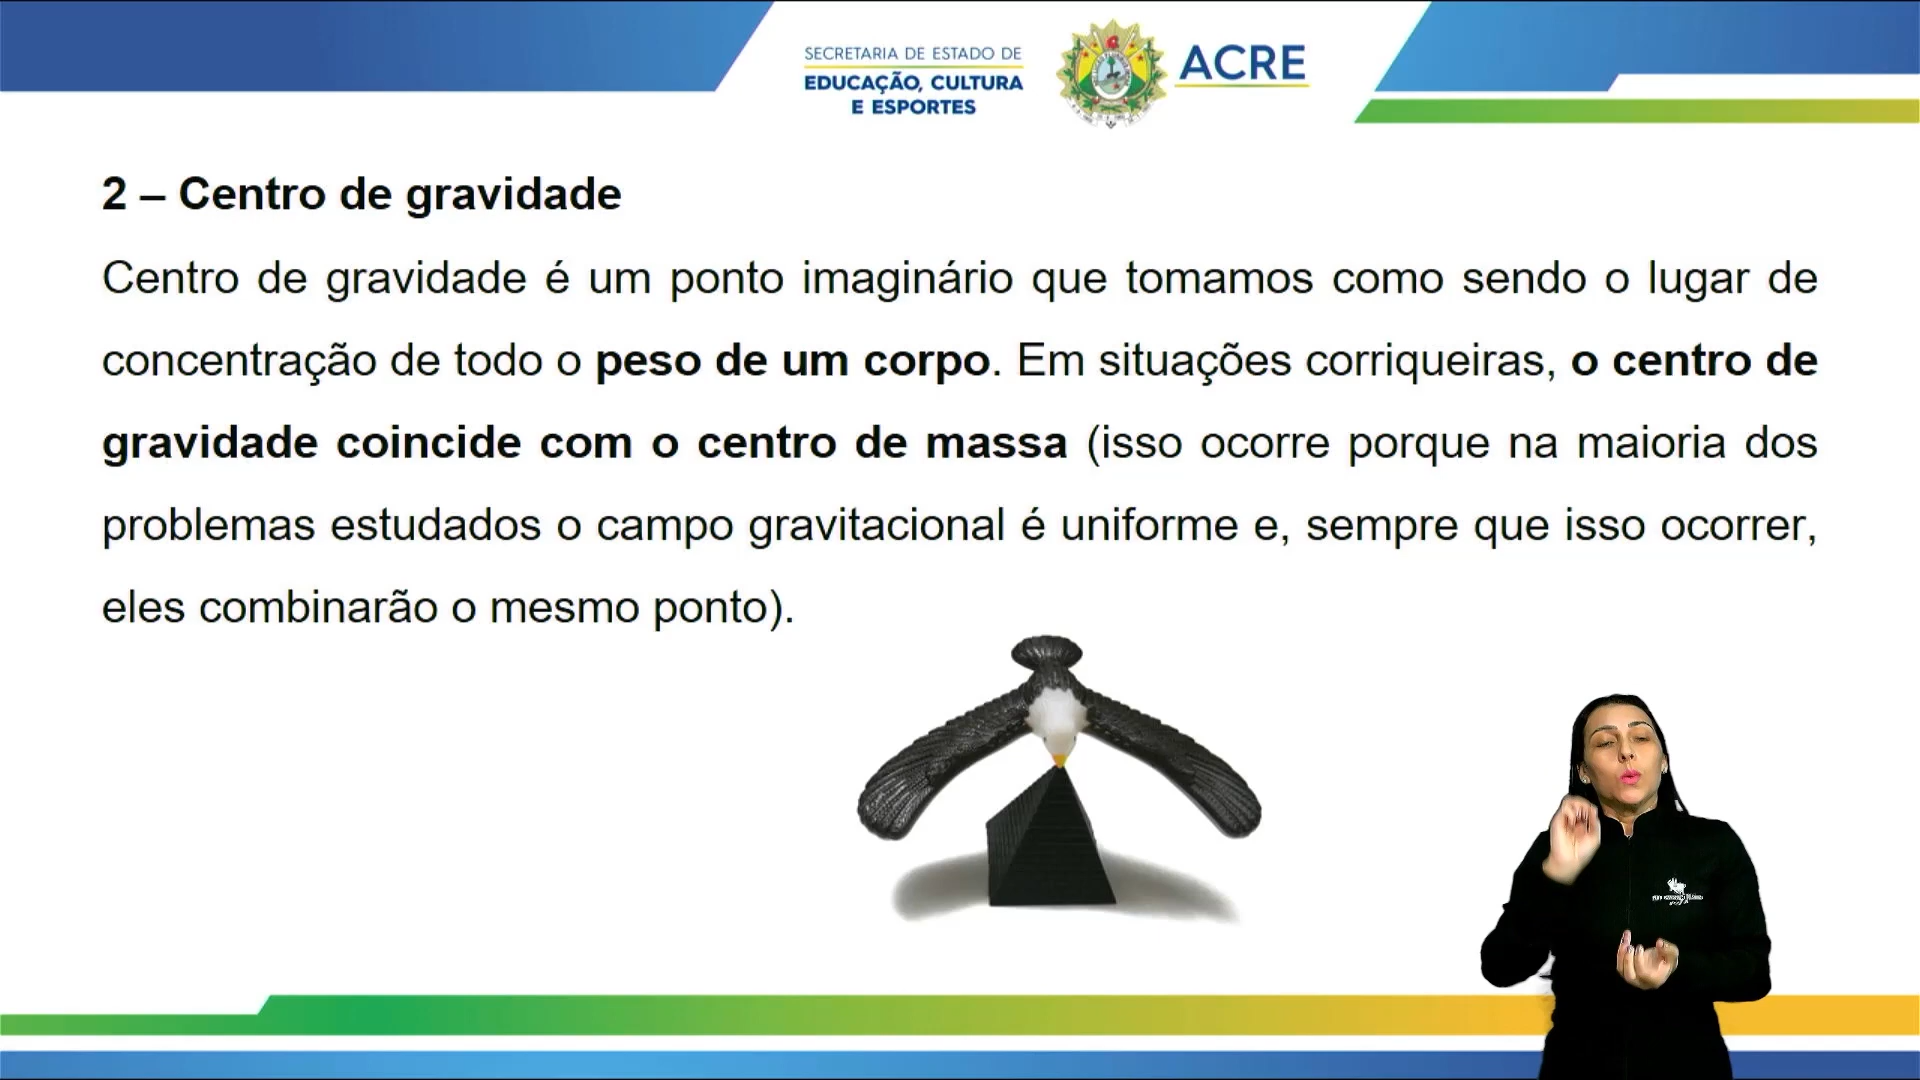 SECRETARIA DE ESTADO DE
EDUCAÇÃO, CULTURA
E ESPORTES
ACRE
2 – Centro de gravidade
Centro de gravidade é um ponto imaginário que tomamos como sendo o lugar de
concentração de todo o peso de um corpo. Em situações corriqueiras, o centro de
gravidade coincide com o centro de massa (isso ocorre porque na maioria dos
problemas estudados o campo gravitacional é uniforme e, sempre que isso ocorrer,
eles combinarão o mesmo ponto).